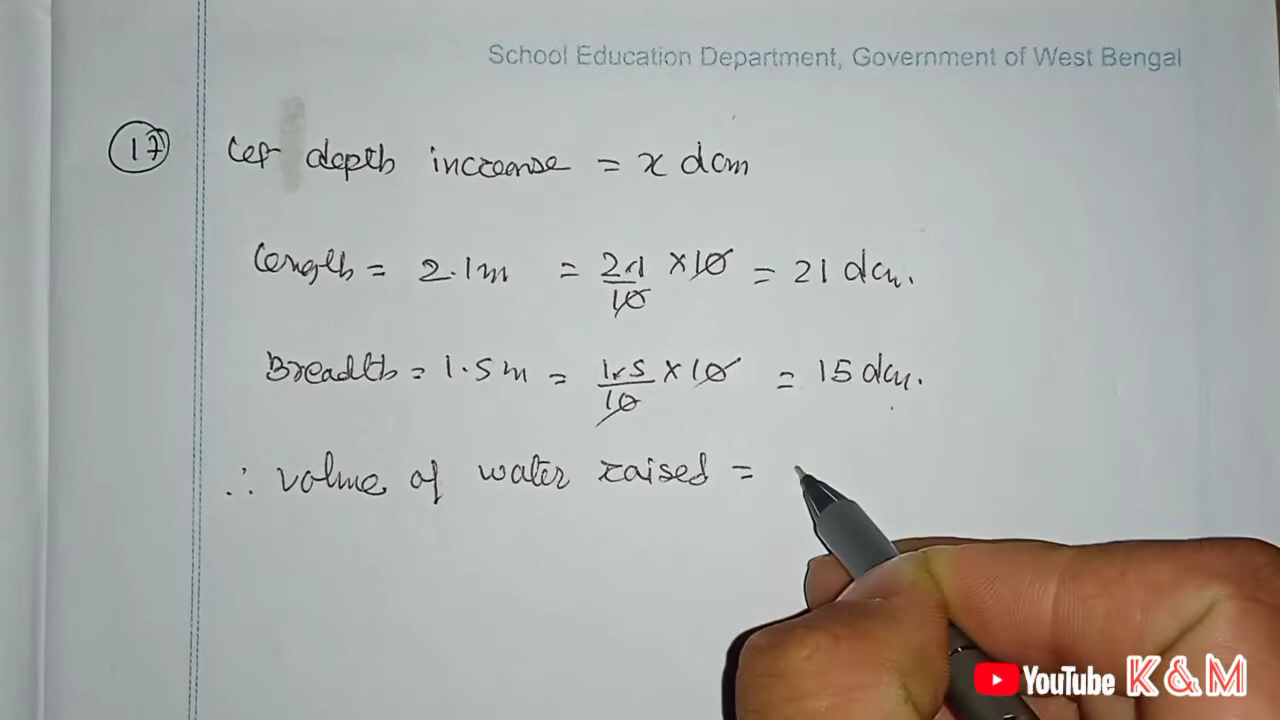 School Education Department, Government of West Bengal
17 Let depth increase = x dcm
Length = 2.1m = 21/10 × 10 = 21 dcm.
Breadth = 1.5m = 15/10 × 10 = 15 dcm.
∴ volume of water raised =
YouTube K & M